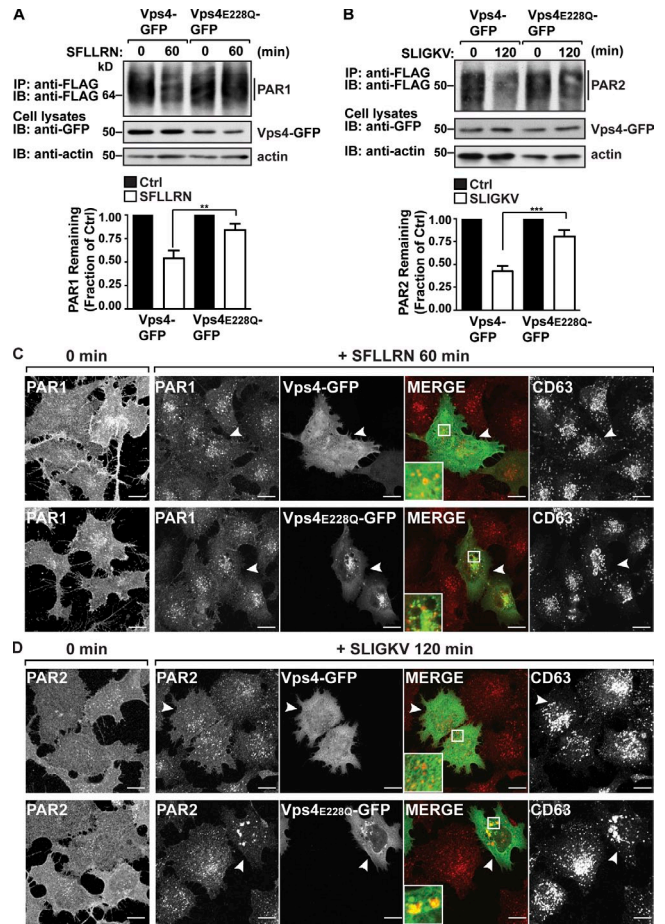 A
Vps4-GFP Vps4E228Q-GFP
SFLLRN: 0 60 0 60 (min)
kD
IP: anti-FLAG
IB: anti-FLAG 64 PAR1
Cell lysates
IB: anti-GFP 50 Vps4-GFP
IB: anti-actin 50 actin
Ctrl
SFLLRN
PAR1 Remaining (Fraction of Ctrl)
1.00
0.75
0.50
0.25
0.00
**
Vps4-GFP Vps4E228Q-GFP
B
Vps4-GFP Vps4E228Q-GFP
SLIGKV: 0 120 0 120 (min)
IP: anti-FLAG
IB: anti-FLAG 50 PAR2
Cell lysates
IB: anti-GFP 50 Vps4-GFP
IB: anti-actin 50 actin
Ctrl
SLIGKV
PAR2 Remaining (Fraction of Ctrl)
1.00
0.75
0.50
0.25
0.00
***
Vps4-GFP Vps4E228Q-GFP
C 0 min + SFLLRN 60 min
PAR1 PAR1 Vps4-GFP MERGE CD63
PAR1 PAR1 Vps4E228Q-GFP MERGE CD63
D 0 min + SLIGKV 120 min
PAR2 PAR2 Vps4-GFP MERGE CD63
PAR2 PAR2 Vps4E228Q-GFP MERGE CD63